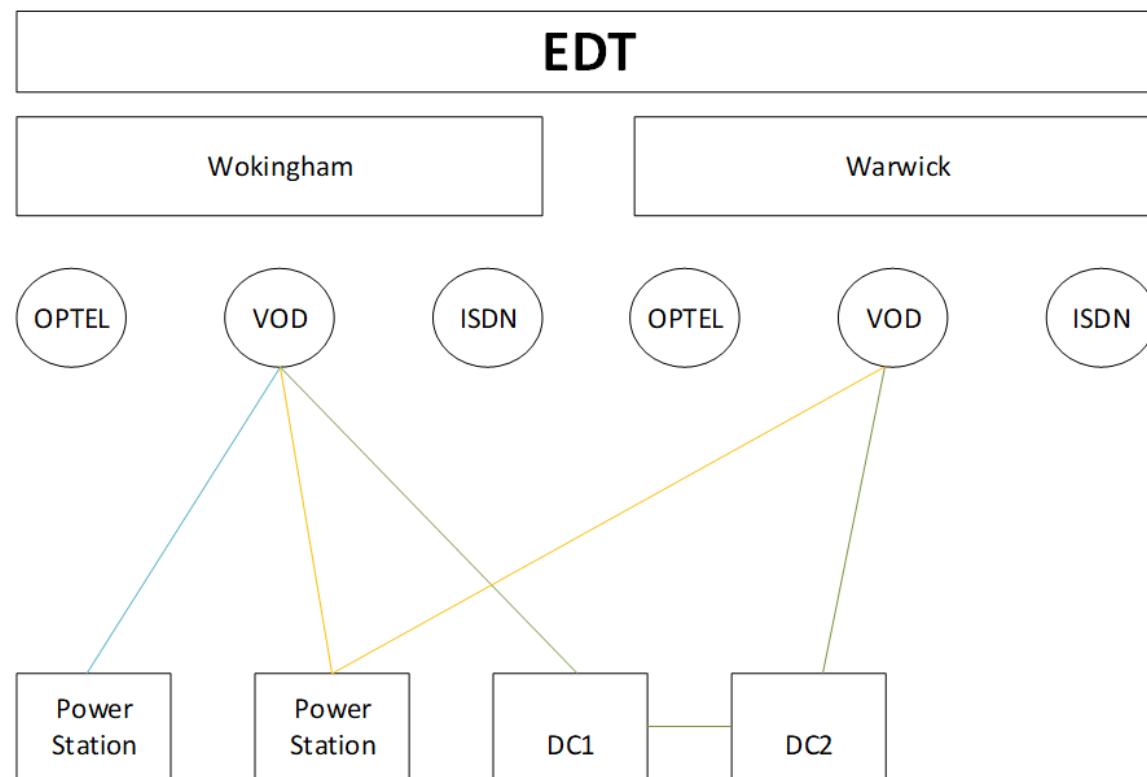 EDT
Wokingham
Warwick
OPTEL
VOD
ISDN
OPTEL
VOD
ISDN
Power
Station
Power
Station
DC1
DC2